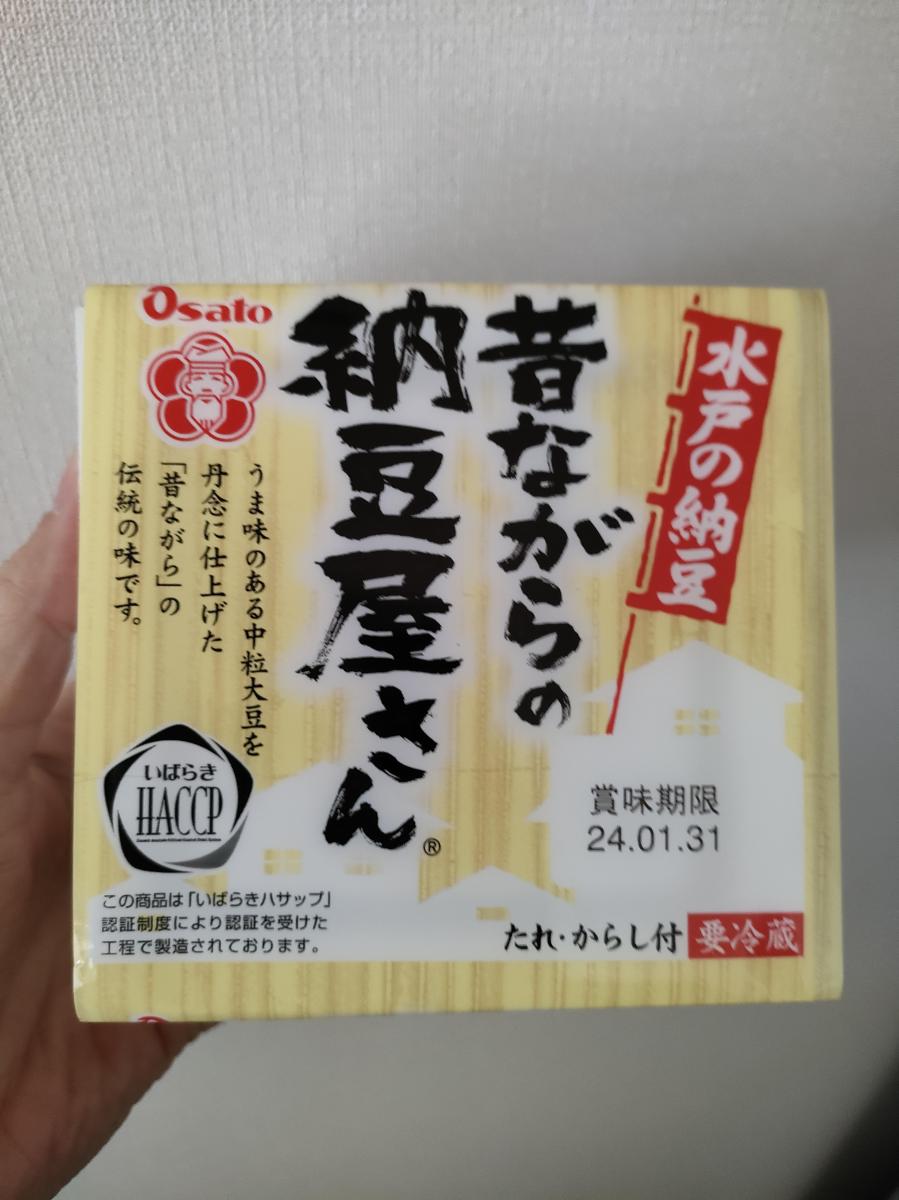 Osato
昔ながらの
納豆屋さん®
水戸の納豆
うま味のある中粒大豆を
丹念に仕上げた
「昔ながら」の
伝統の味です。
いばらき
HACCP
この商品は「いばらきハサップ」
認証制度により認証を受けた
工程で製造されております。
賞味期限
24.01.31
たれ・からし付 要冷蔵